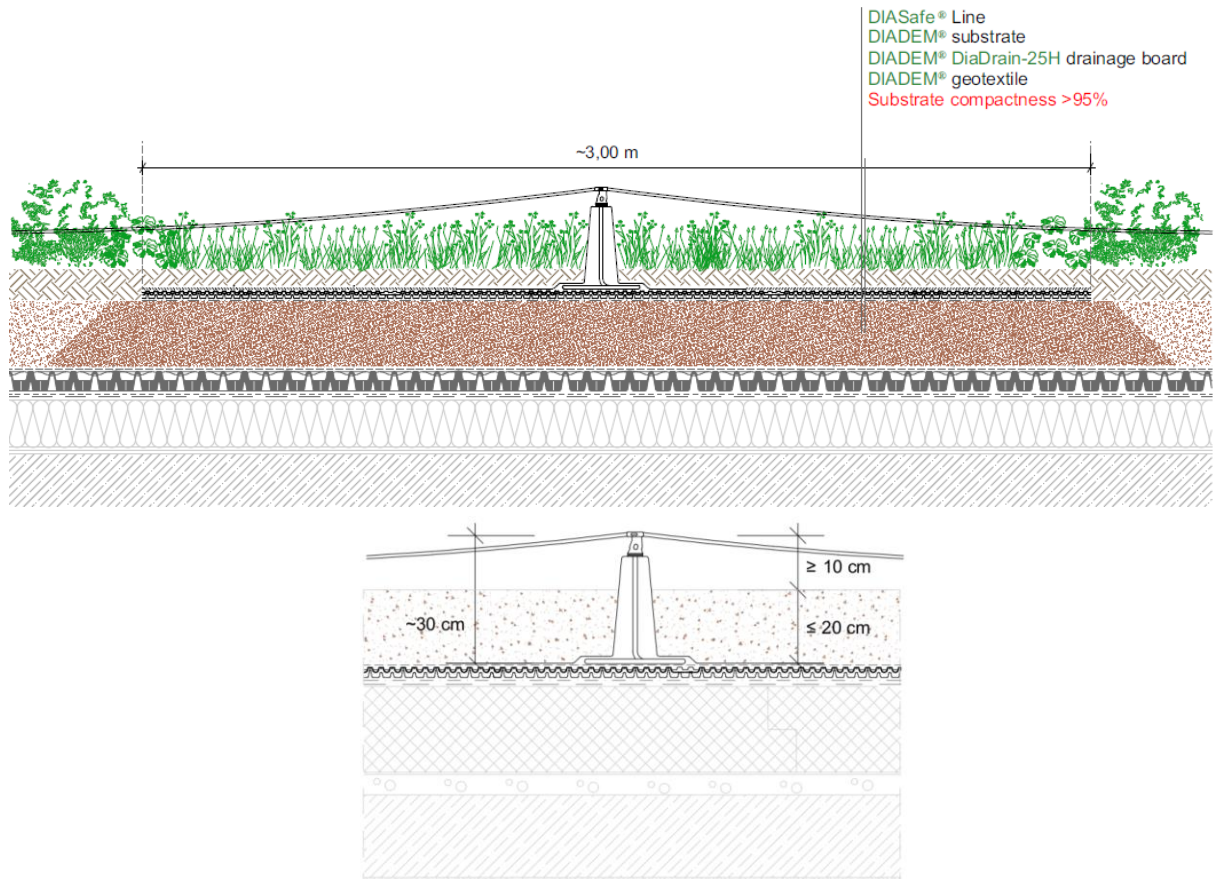 DIASafe® Line
DIADEM® substrate
DIADEM® DiaDrain-25H drainage board
DIADEM® geotextile
Substrate compactness >95%
~3,00 m
≥ 10 cm
~30 cm
≤ 20 cm